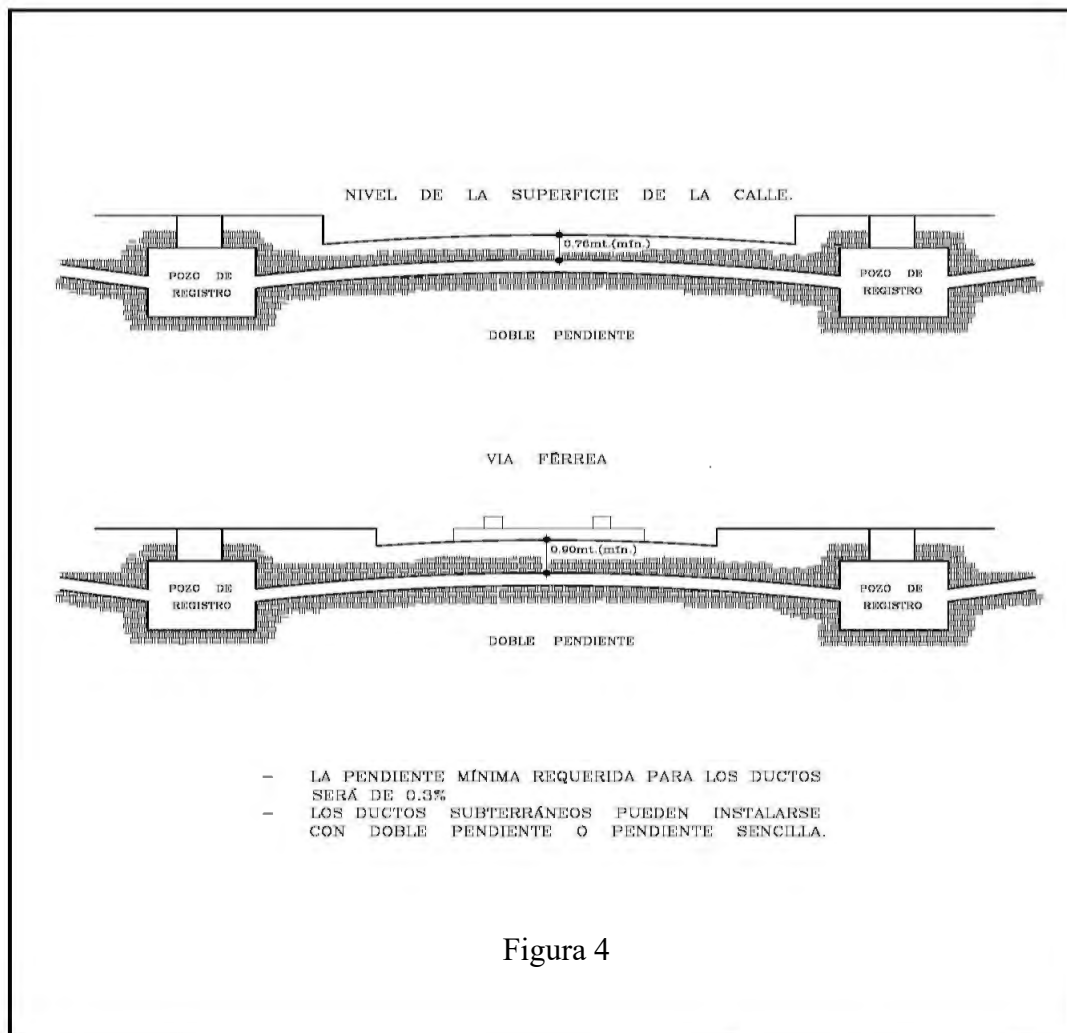 NIVEL DE LA SUPERFICIE DE LA CALLE.
0.76mt.(mín.)
POZO DE
REGISTRO
POZO DE
REGISTRO
DOBLE PENDIENTE
VIA FÉRREA
0.90mt.(mín.)
POZO DE
REGISTRO
POZO DE
REGISTRO
DOBLE PENDIENTE
– LA PENDIENTE MÍNIMA REQUERIDA PARA LOS DUCTOS
SERÁ DE 0.3%
– LOS DUCTOS SUBTERRÁNEOS PUEDEN INSTALARSE
CON DOBLE PENDIENTE O PENDIENTE SENCILLA.
Figura 4